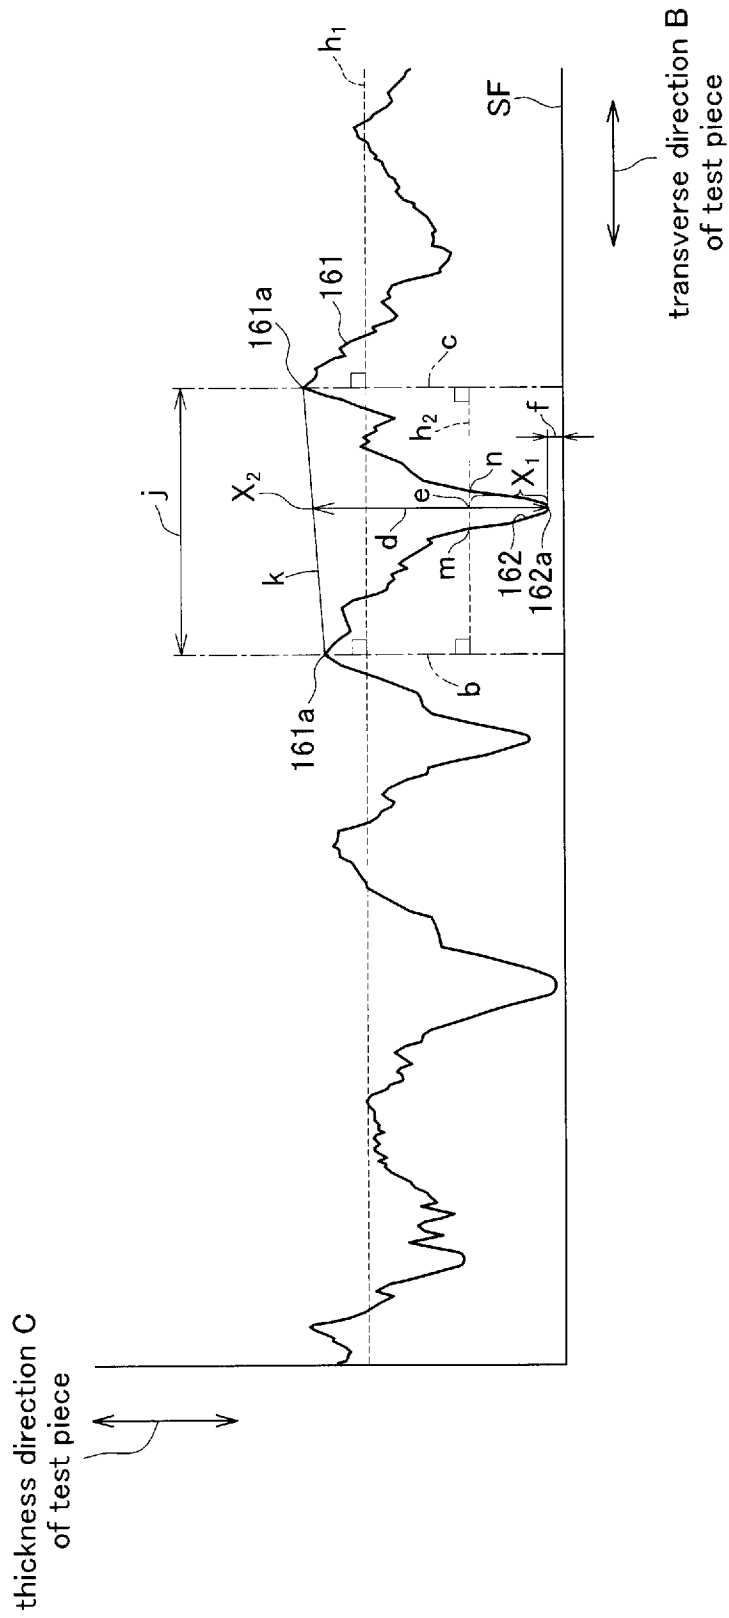 thickness direction C
of test piece
161a
j
k
X2
161a
161
h1
d
b
c
m
e
n
h2
X1
162
162a
f
SF
transverse direction B
of test piece